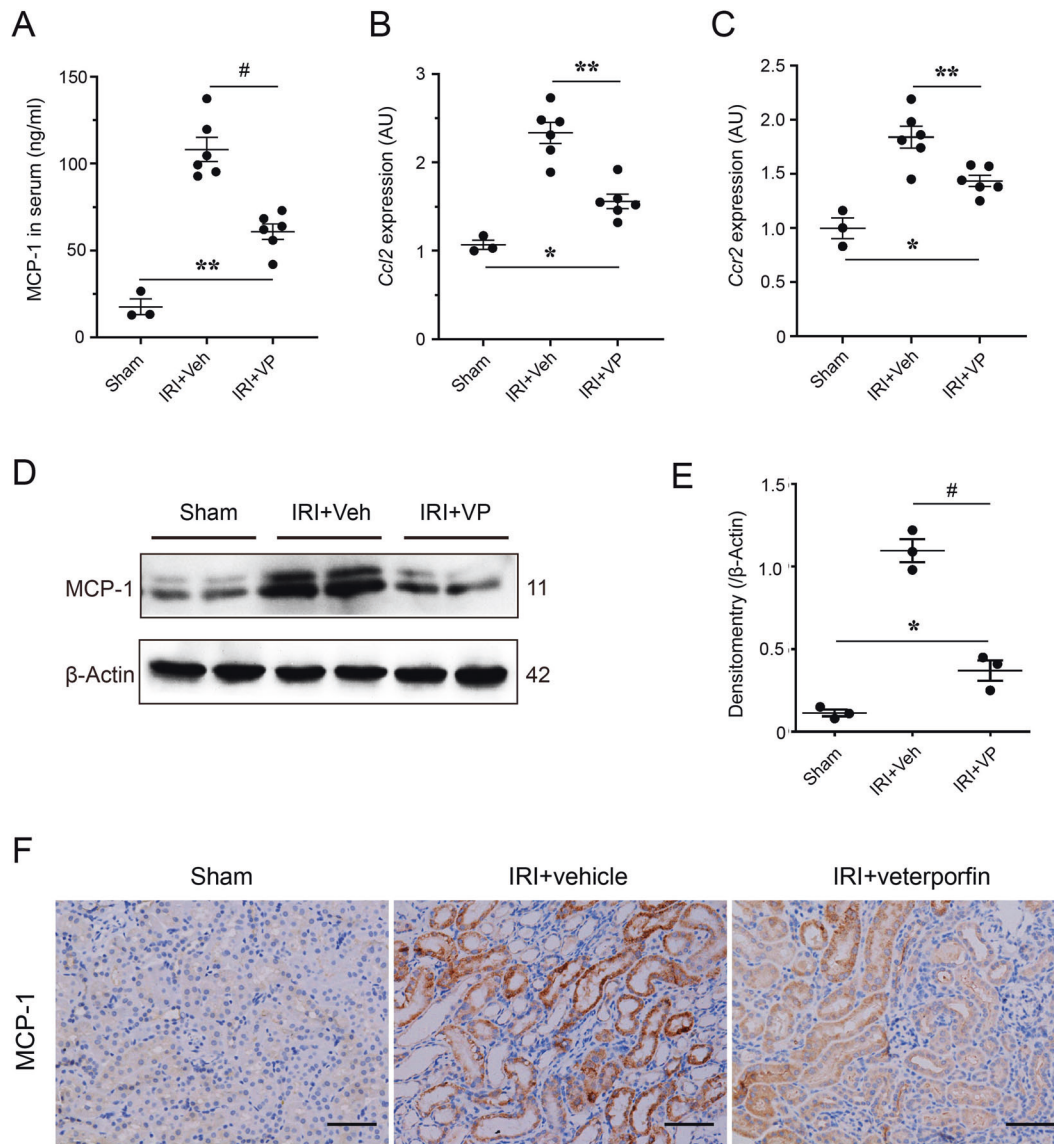 A
MCP-1 in serum (ng/ml)
150
100
50
0
#
**
Sham
IRI+Veh
IRI+VP
B
Ccl2 expression (AU)
3
2
1
0
**
*
Sham
IRI+Veh
IRI+VP
C
Ccr2 expression (AU)
2.5
2.0
1.5
1.0
0.5
0
**
*
Sham
IRI+Veh
IRI+VP
D
Sham IRI+Veh IRI+VP
MCP-1 11
β-Actin 42
E
Densitomentry (/β-Actin)
1.5
1.0
0.5
0
#
*
Sham
IRI+Veh
IRI+VP
F
Sham IRI+vehicle IRI+veterporfin
MCP-1